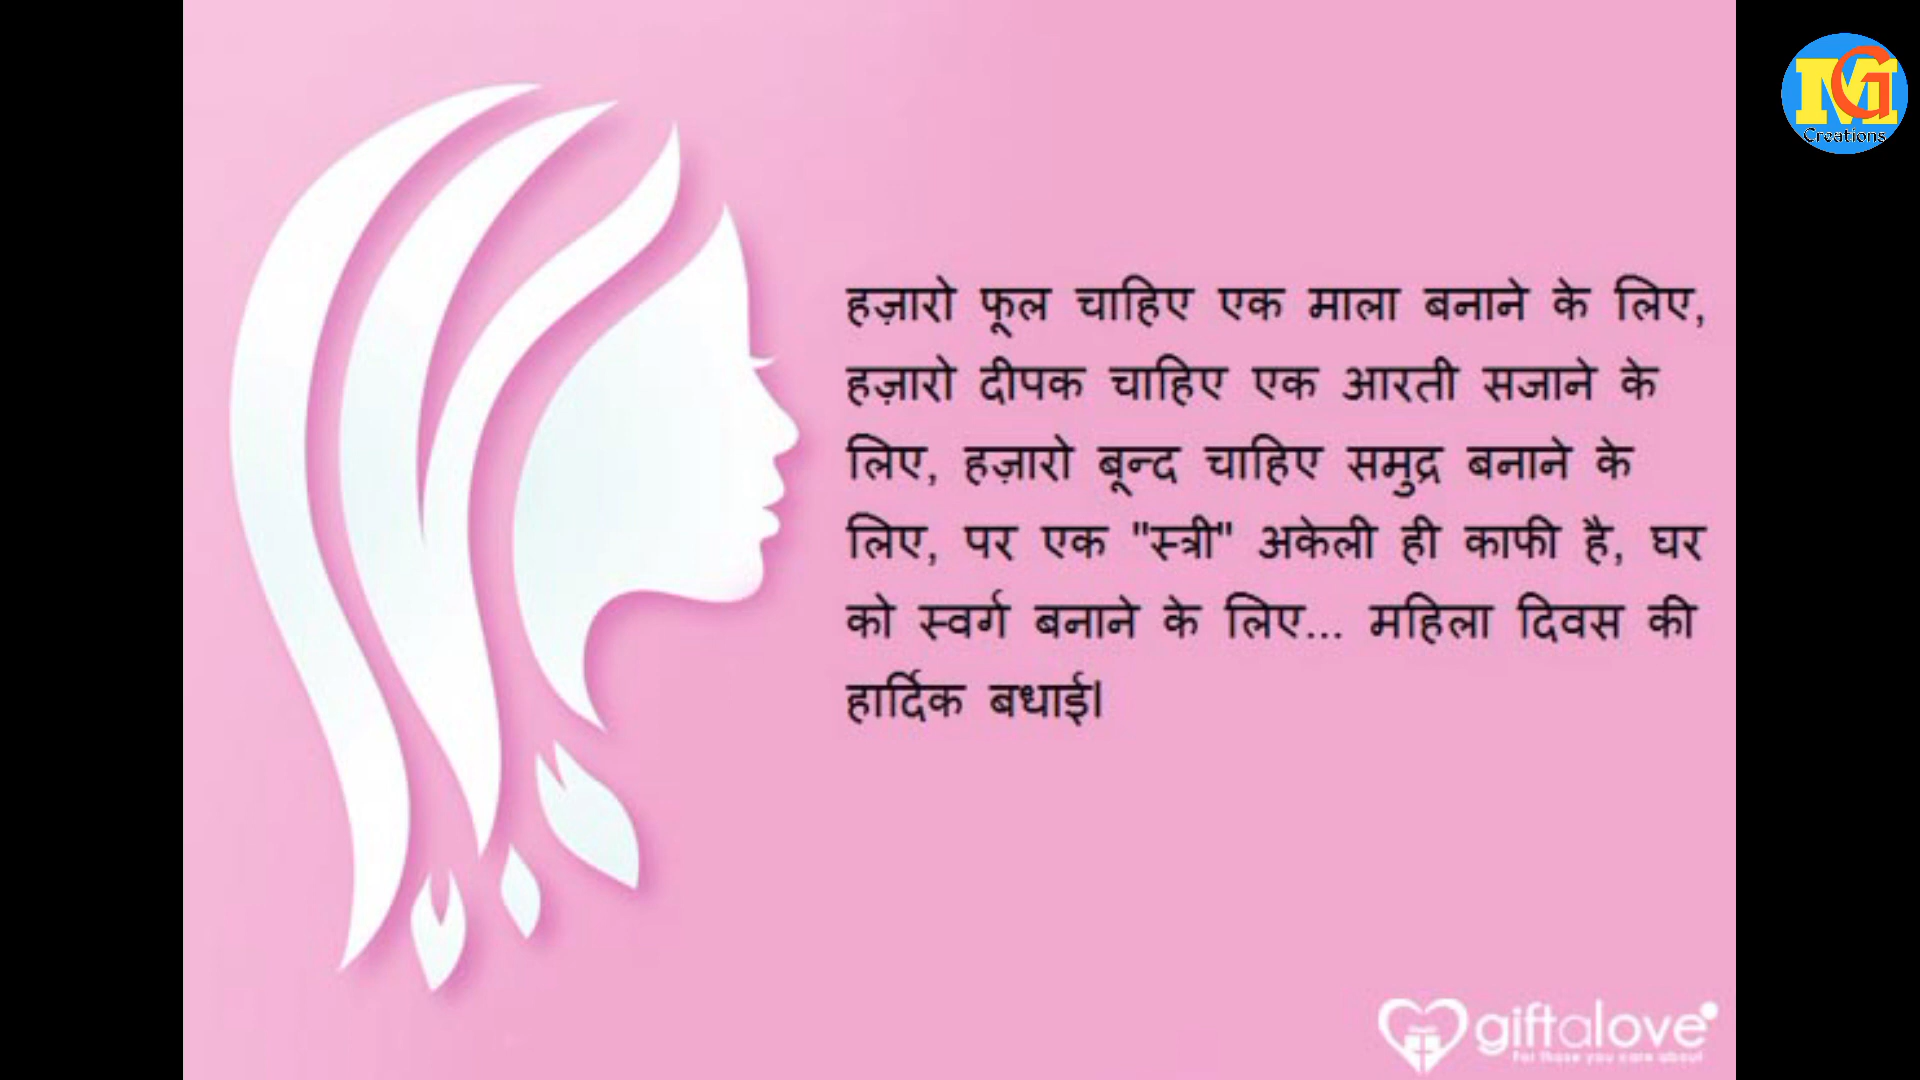 MG
Creations
हज़ारो फूल चाहिए एक माला बनाने के लिए,
हज़ारो दीपक चाहिए एक आरती सजाने के
लिए, हज़ारो बून्द चाहिए समुद्र बनाने के
लिए, पर एक "स्त्री" अकेली ही काफी है, घर
को स्वर्ग बनाने के लिए... महिला दिवस की
हार्दिक बधाई।
giftalove
For those you care about